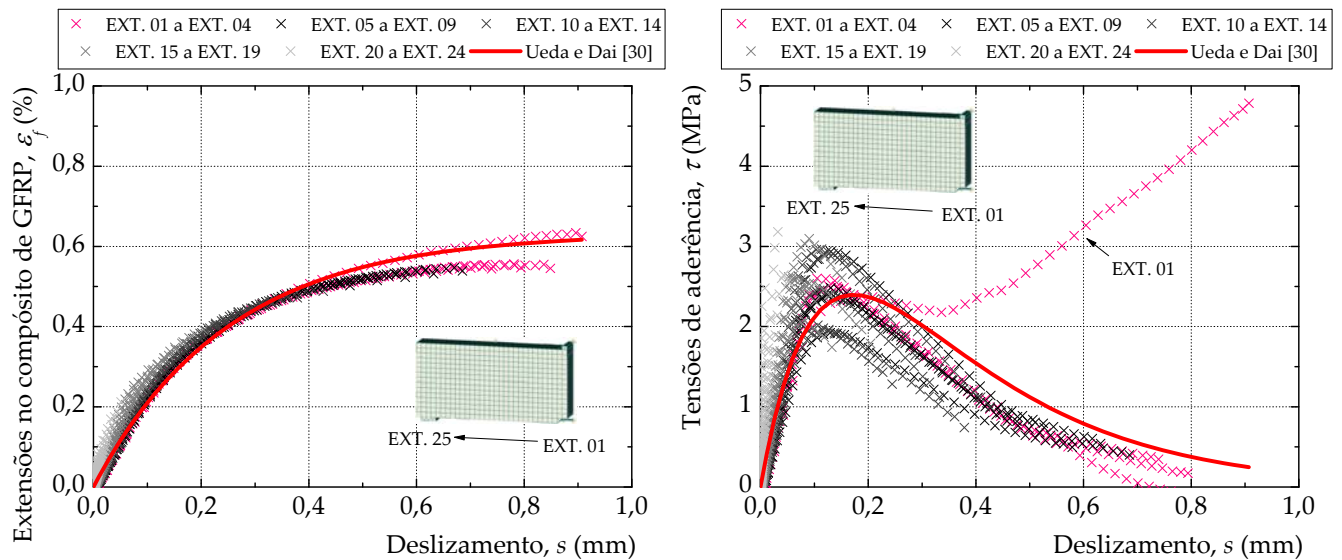 EXT. 01 a EXT. 04 EXT. 05 a EXT. 09 EXT. 10 a EXT. 14
EXT. 15 a EXT. 19 EXT. 20 a EXT. 24 Ueda e Dai [30]
1,0
0,8
0,6
0,4
0,2
0,0
Extensões no compósito de GFRP, εf (%)
EXT. 25 EXT. 01
0,0 0,2 0,4 0,6 0,8 1,0
Deslizamento, s (mm)
EXT. 01 a EXT. 04 EXT. 05 a EXT. 09 EXT. 10 a EXT. 14
EXT. 15 a EXT. 19 EXT. 20 a EXT. 24 Ueda e Dai [30]
5
4
3
2
1
0
Tensões de aderência, τ (MPa)
EXT. 25 EXT. 01
EXT. 01
0,0 0,2 0,4 0,6 0,8 1,0
Deslizamento, s (mm)